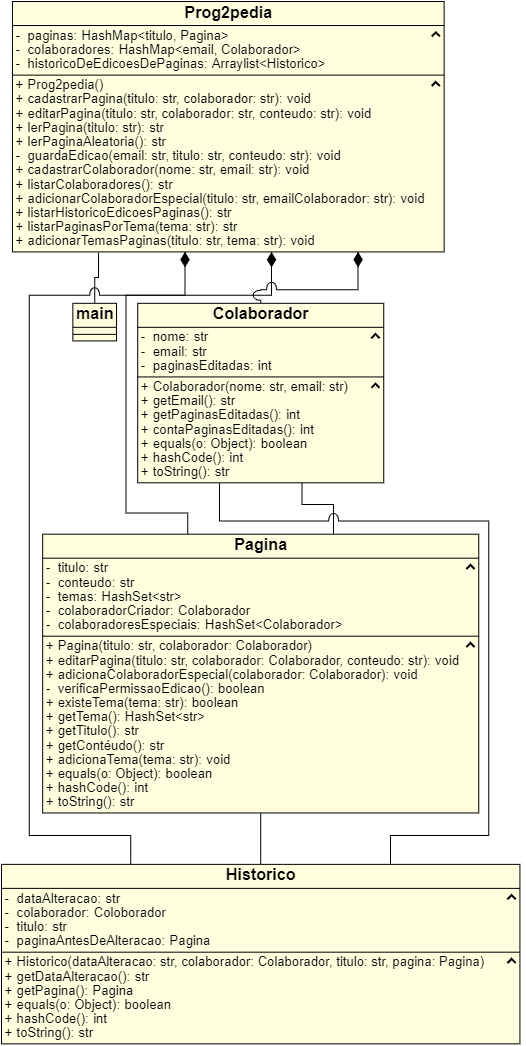 Prog2pedia
- paginas: HashMap<titulo, Pagina>
- colaboradores: HashMap<email, Colaborador>
- historicoDeEdicoesDePaginas: Arraylist<Historico>
+ Prog2pedia()
+ cadastrarPagina(titulo: str, colaborador: str): void
+ editarPagina(titulo: str, colaborador: str, conteudo: str): void
+ lerPagina(titulo: str): str
+ lerPaginaAleatoria(): str
- guardaEdicao(email: str, titulo: str, conteudo: str): void
+ cadastrarColaborador(nome: str, email: str): void
+ listarColaboradores(): str
+ adicionarColaboradorEspecial(titulo: str, emailColaborador: str): void
+ listarHistoricoEdicoesPaginas(): str
+ listarPaginasPorTema(tema: str): str
+ adicionarTemasPaginas(titulo: str, tema: str): void
main
Colaborador
- nome: str
- email: str
- paginasEditadas: int
+ Colaborador(nome: str, email: str)
+ getEmail(): str
+ getPaginasEditadas(): int
+ contaPaginasEditadas(): int
+ equals(o: Object): boolean
+ hashCode(): int
+ toString(): str
Pagina
- titulo: str
- conteudo: str
- temas: HashSet<str>
- colaboradorCriador: Colaborador
- colaboradoresEspeciais: HashSet<Colaborador>
+ Pagina(titulo: str, colaborador: Colaborador)
+ editarPagina(titulo: str, colaborador: Colaborador, conteudo: str): void
+ adicionaColaboradorEspecial(colaborador: Colaborador): void
- verificaPermissaoEdicao(): boolean
+ existeTema(tema: str): boolean
+ getTema(): HashSet<str>
+ getTitulo(): str
+ getContéudo(): str
+ adicionaTema(tema: str): void
+ equals(o: Object): boolean
+ hashCode(): int
+ toString(): str
Historico
- dataAlteracao: str
- colaborador: Coloborador
- titulo: str
- paginaAntesDeAlteracao: Pagina
+ Historico(dataAlteracao: str, colaborador: Colaborador, titulo: str, pagina: Pagina)
+ getDataAlteracao(): str
+ getPagina(): Pagina
+ equals(o: Object): boolean
+ hashCode(): int
+ toString(): str